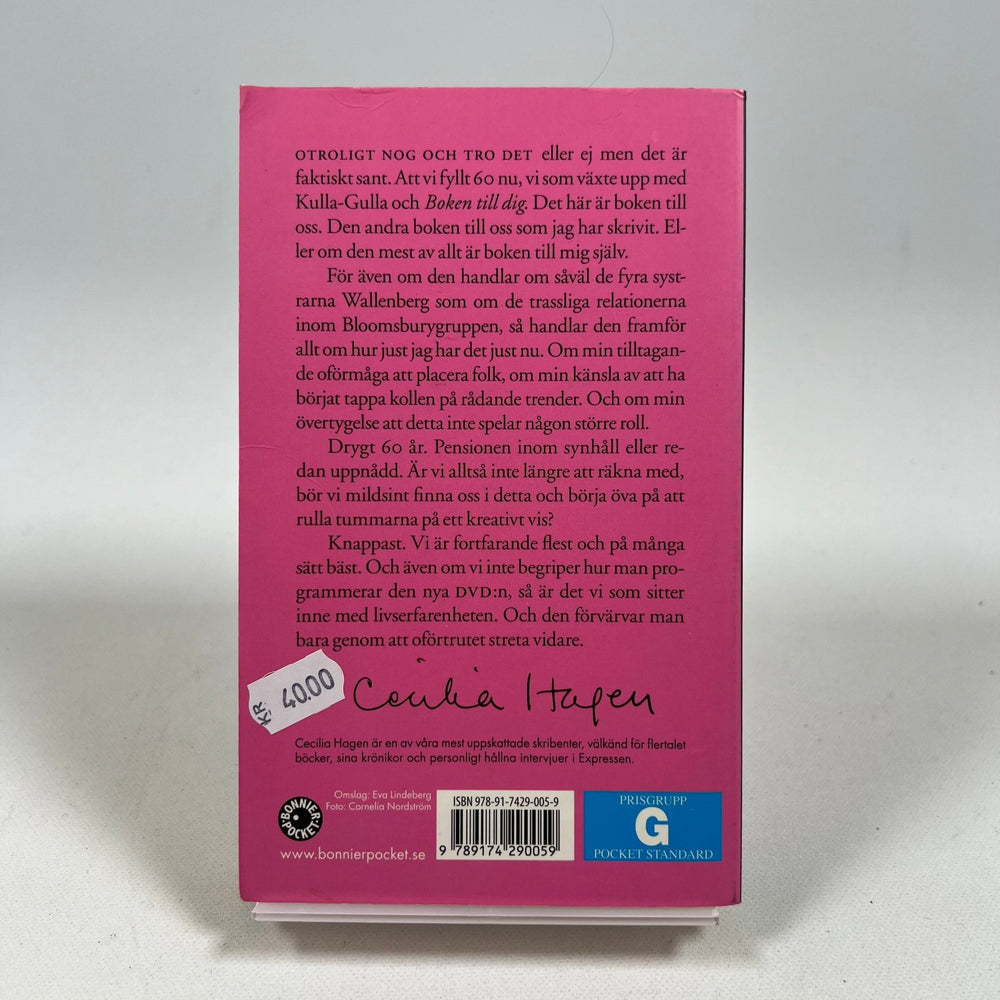 OTROLIGT NOG OCH TRO DET eller ej men det är
faktiskt sant. Att vi fyllt 60 nu, vi som växte upp med
Kulla-Gulla och Boken till dig. Det här är boken till
oss. Den andra boken till oss som jag har skrivit. El-
ler om den mest av allt är boken till mig själv.
För även om den handlar om såväl de fyra syst-
rarna Wallenberg som om de trassliga relationerna
inom Bloomsburygruppen, så handlar den framför
allt om hur just jag har det just nu. Om min tilltagan-
de oförmåga att placera folk, om min känsla av att ha
börjat tappa kollen på rådande trender. Och om min
övertygelse att detta inte spelar någon större roll.
Drygt 60 år. Pensionen inom synhåll eller re-
dan uppnådd. Är vi alltså inte längre att räkna med,
bör vi mildsint finna oss i detta och börja öva på att
rulla tummarna på ett kreativt vis?
Knappast. Vi är fortfarande flest och på många
sätt bäst. Och även om vi inte begriper hur man pro-
grammerar den nya DVD:n, så är det vi som sitter
inne med livserfarenheten. Och den förvärvar man
bara genom att oförtrutet streta vidare.
KR. 40.00
Cecilia Hagen
Cecilia Hagen är en av våra mest uppskattade skribenter, välkänd för flertalet
böcker, sina krönikor och personligt hållna intervjuer i Expressen.
Omslag: Eva Lindeberg
Foto: Cornelia Nordström
BONNIER POCKET
www.bonnierpocket.se
ISBN 978-91-7429-005-9
9 789174 290059
PRISGRUPP
G
POCKET STANDARD